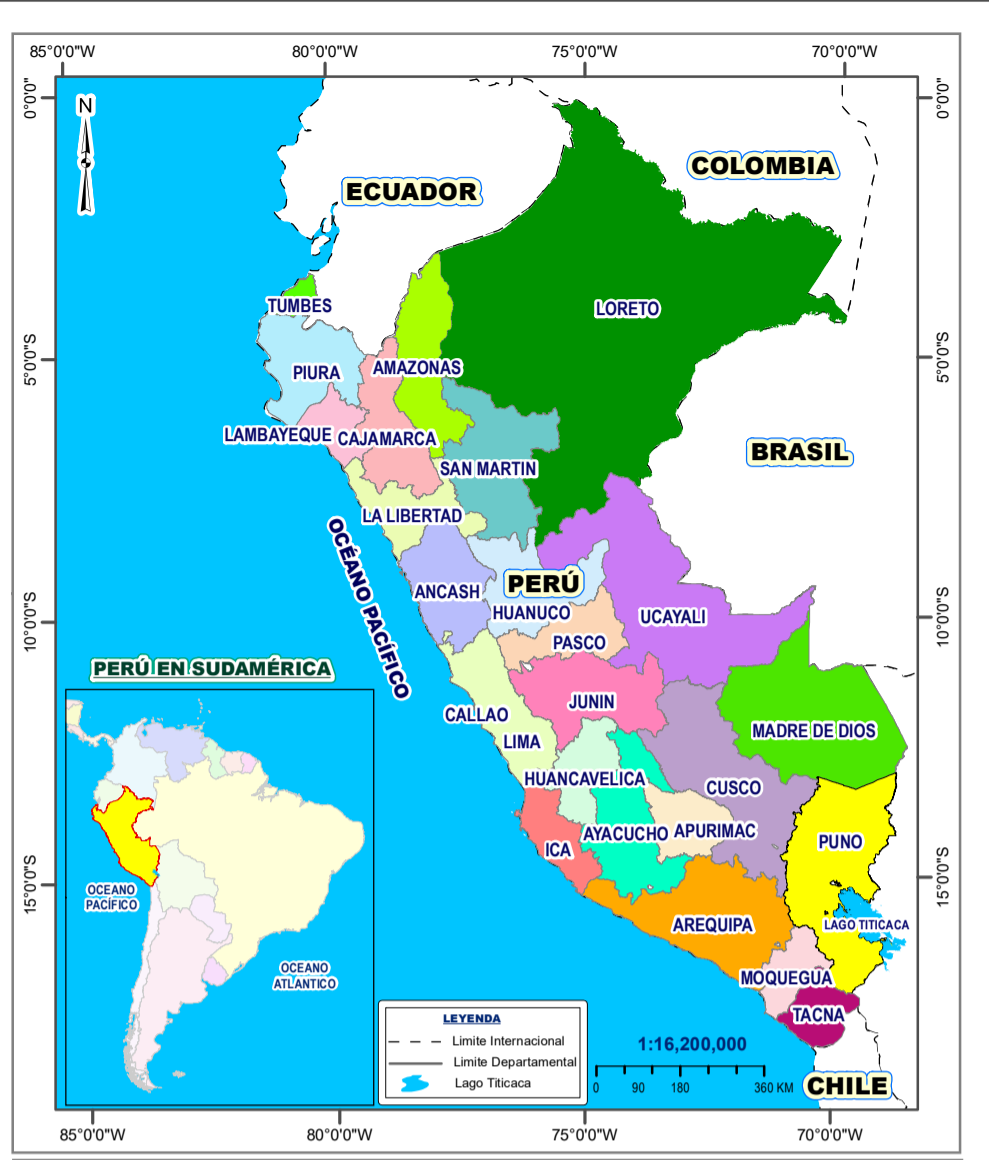 85°0'0"W 80°0'0"W 75°0'0"W 70°0'0"W
0°0'0"
0°0'0"
N
COLOMBIA
ECUADOR
TUMBES
LORETO
5°0'0"S
5°0'0"S
PIURA
AMAZONAS
LAMBAYEQUE
CAJAMARCA
BRASIL
SAN MARTIN
LA LIBERTAD
OCÉANO PACÍFICO
PERÚ
ANCASH
HUANUCO
UCAYALI
10°0'0"S
10°0'0"S
PASCO
PERÚ EN SUDAMÉRICA
JUNIN
CALLAO
MADRE DE DIOS
LIMA
HUANCAVELICA
CUSCO
AYACUCHO
APURIMAC
PUNO
ICA
15°0'0"S
15°0'0"S
OCEANO
PACÍFICO
AREQUIPA
LAGO TITICACA
OCEANO
ATLANTICO
MOQUEGUA
TACNA
LEYENDA
Limite Internacional
Limite Departamental
Lago Titicaca
1:16,200,000
0 90 180 360 KM
CHILE
85°0'0"W 80°0'0"W 75°0'0"W 70°0'0"W